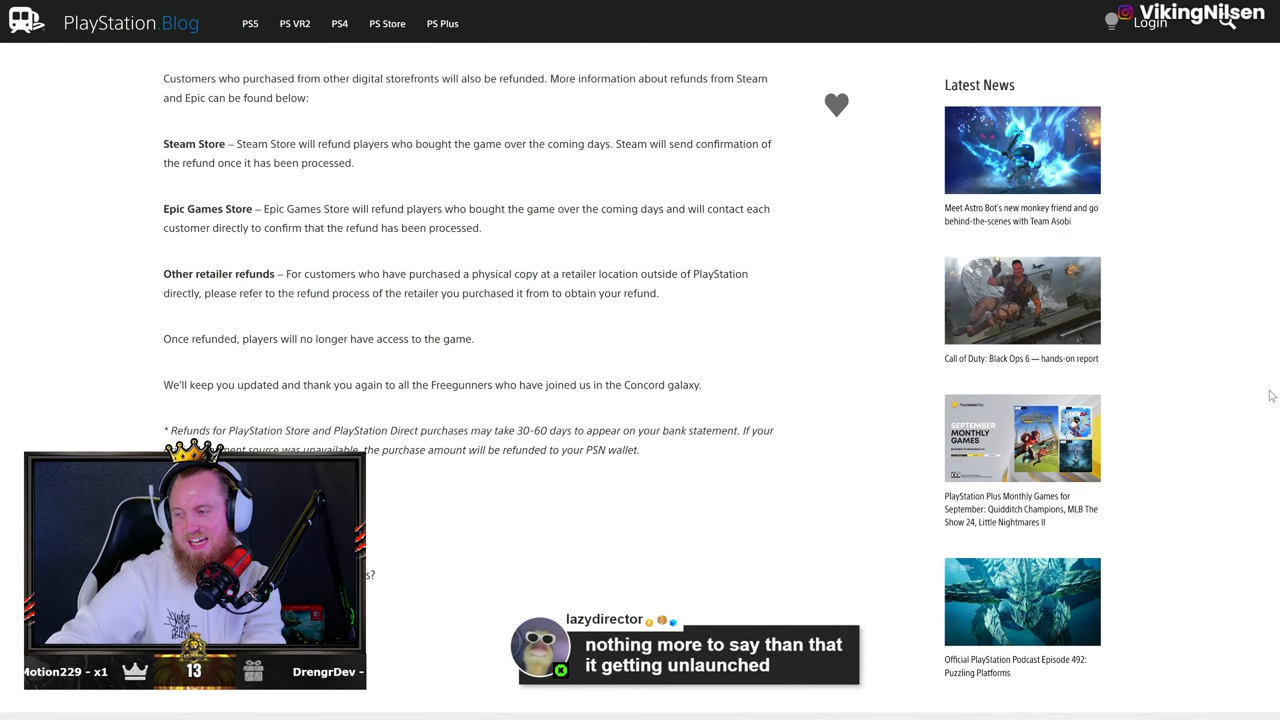 PlayStation.Blog
PS5
PS VR2
PS4
PS Store
PS Plus
VikingNilsen
Login
Customers who purchased from other digital storefronts will also be refunded. More information about refunds from Steam
and Epic can be found below:
Steam Store – Steam Store will refund players who bought the game over the coming days. Steam will send confirmation of
the refund once it has been processed.
Epic Games Store – Epic Games Store will refund players who bought the game over the coming days and will contact each
customer directly to confirm that the refund has been processed.
Other retailer refunds – For customers who have purchased a physical copy at a retailer location outside of PlayStation
directly, please refer to the refund process of the retailer you purchased it from to obtain your refund.
Once refunded, players will no longer have access to the game.
We'll keep you updated and thank you again to all the Freegunners who have joined us in the Concord galaxy.
* Refunds for PlayStation Store and PlayStation Direct purchases may take 30-60 days to appear on your bank statement. If your
source was unavailable, the purchase amount will be refunded to your PSN wallet.
s?
Latest News
Meet Astro Bot's new monkey friend and go
behind-the-scenes with Team Asobi
Call of Duty: Black Ops 6 — hands-on report
SEPTEMBER
MONTHLY
GAMES
PlayStation Plus Monthly Games for
September: Quidditch Champions, MLB The
Show 24, Little Nightmares II
Official PlayStation Podcast Episode 492:
Puzzling Platforms
lazydirector
nothing more to say than that
it getting unlaunched
Motion229 - x1
13
DrengrDev -